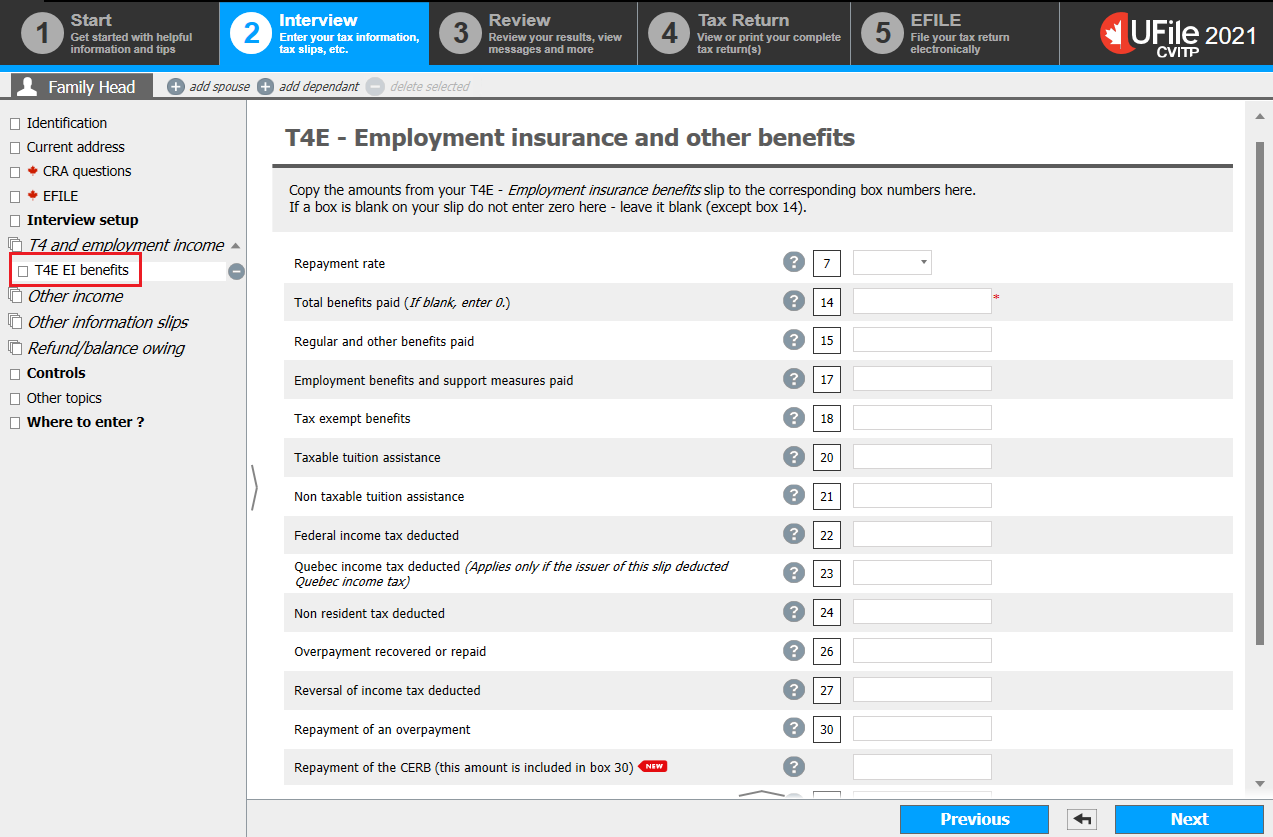 1 Start
Get started with helpful
information and tips
2 Interview
Enter your tax information,
tax slips, etc.
3 Review
Review your results, view
messages and more
4 Tax Return
View or print your complete
tax return(s)
5 EFILE
File your tax return
electronically
UFile 2021
CVITP
Family Head
add spouse
add dependant
delete selected
Identification
Current address
CRA questions
EFILE
Interview setup
T4 and employment income
T4E EI benefits
Other income
Other information slips
Refund/balance owing
Controls
Other topics
Where to enter ?
T4E - Employment insurance and other benefits
Copy the amounts from your T4E - Employment insurance benefits slip to the corresponding box numbers here.
If a box is blank on your slip do not enter zero here - leave it blank (except box 14).
Repayment rate ? 7
Total benefits paid (If blank, enter 0.) ? 14 *
Regular and other benefits paid ? 15
Employment benefits and support measures paid ? 17
Tax exempt benefits ? 18
Taxable tuition assistance ? 20
Non taxable tuition assistance ? 21
Federal income tax deducted ? 22
Quebec income tax deducted (Applies only if the issuer of this slip deducted
Quebec income tax) ? 23
Non resident tax deducted ? 24
Overpayment recovered or repaid ? 26
Reversal of income tax deducted ? 27
Repayment of an overpayment ? 30
Repayment of the CERB (this amount is included in box 30) NEW ?
Previous
Next